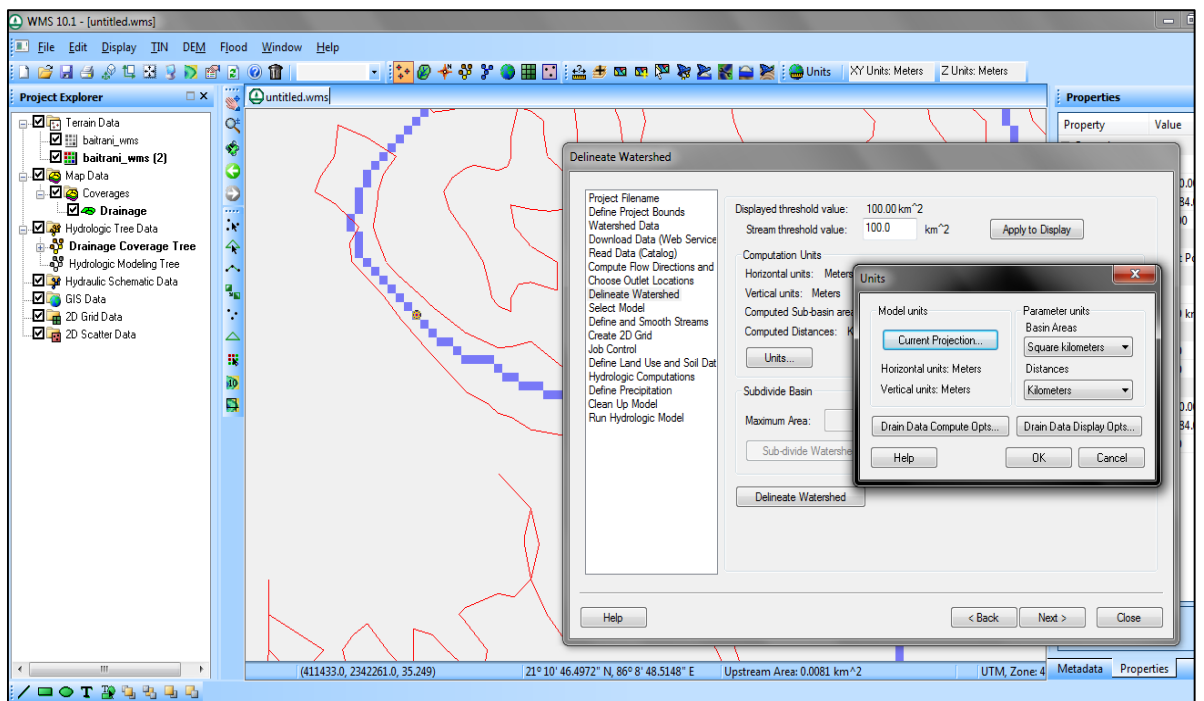 WMS 10.1 - [untitled.wms]
File Edit Display TIN DEM Flood Window Help
Units XY Units: Meters Z Units: Meters
Project Explorer
Terrain Data
baitrani_wms
baitrani_wms (2)
Map Data
Coverages
Drainage
Hydrologic Tree Data
Drainage Coverage Tree
Hydrologic Modeling Tree
Hydraulic Schematic Data
GIS Data
2D Grid Data
2D Scatter Data
untitled.wms
Delineate Watershed
Project Filename
Define Project Bounds
Watershed Data
Download Data (Web Service
Read Data (Catalog)
Compute Flow Directions and
Choose Outlet Locations
Delineate Watershed
Select Model
Define and Smooth Streams
Create 2D Grid
Job Control
Define Land Use and Soil Dat
Hydrologic Computations
Define Precipitation
Clean Up Model
Run Hydrologic Model
Displayed threshold value: 100.00 km^2
Stream threshold value: 100.0 km^2 Apply to Display
Computation Units
Horizontal units: Meters
Vertical units: Meters
Computed Sub-basin area
Computed Distances: K
Units...
Subdivide Basin
Maximum Area:
Sub-divide Watershe
Delineate Watershed
Help < Back Next > Close
Units
Model units
Current Projection...
Horizontal units: Meters
Vertical units: Meters
Parameter units
Basin Areas
Square kilometers
Distances
Kilometers
Drain Data Compute Opts... Drain Data Display Opts...
Help OK Cancel
Properties
Property Value
Metadata Properties
(411433.0, 2342261.0, 35.249) 21º 10' 46.4972" N, 86º 8' 48.5148" E Upstream Area: 0.0081 km^2 UTM, Zone: 4
T